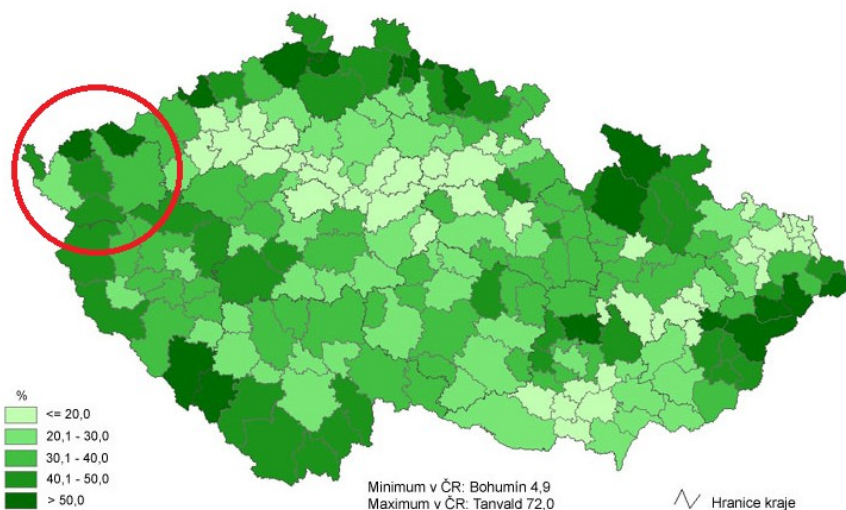 %
<= 20,0
20,1 - 30,0
30,1 - 40,0
40,1 - 50,0
> 50,0
Minimum v ČR: Bohumín 4,9
Maximum v ČR: Tanvald 72,0
Hranice kraje